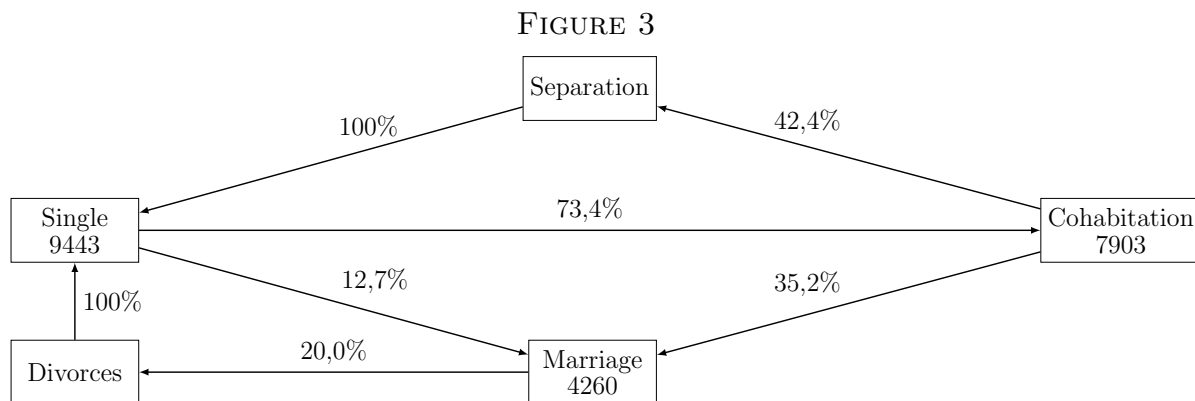 FIGURE 3
Separation
100%
42,4%
Single
9443
73,4%
Cohabitation
7903
100%
12,7%
35,2%
Divorces
20,0%
Marriage
4260